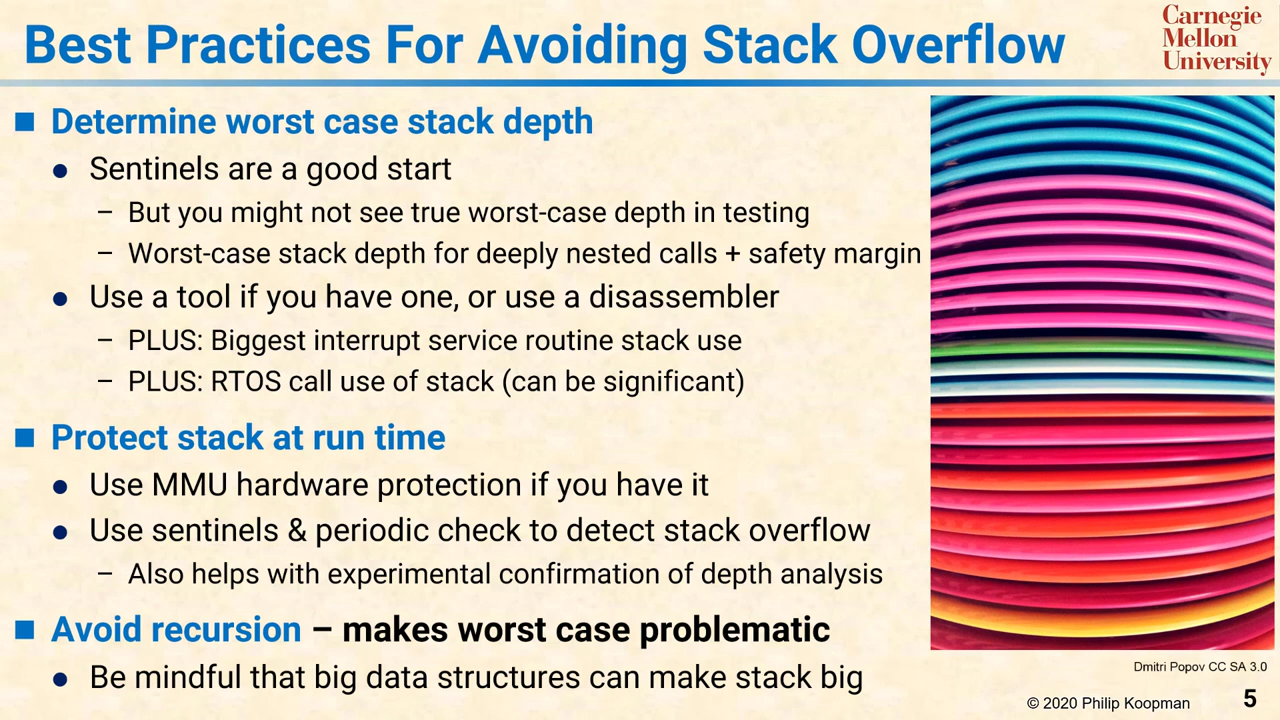 Best Practices For Avoiding Stack Overflow
Carnegie
Mellon
University
■ Determine worst case stack depth
● Sentinels are a good start
– But you might not see true worst-case depth in testing
– Worst-case stack depth for deeply nested calls + safety margin
● Use a tool if you have one, or use a disassembler
– PLUS: Biggest interrupt service routine stack use
– PLUS: RTOS call use of stack (can be significant)
■ Protect stack at run time
● Use MMU hardware protection if you have it
● Use sentinels & periodic check to detect stack overflow
– Also helps with experimental confirmation of depth analysis
■ Avoid recursion – makes worst case problematic
● Be mindful that big data structures can make stack big
Dmitri Popov CC SA 3.0
© 2020 Philip Koopman 5